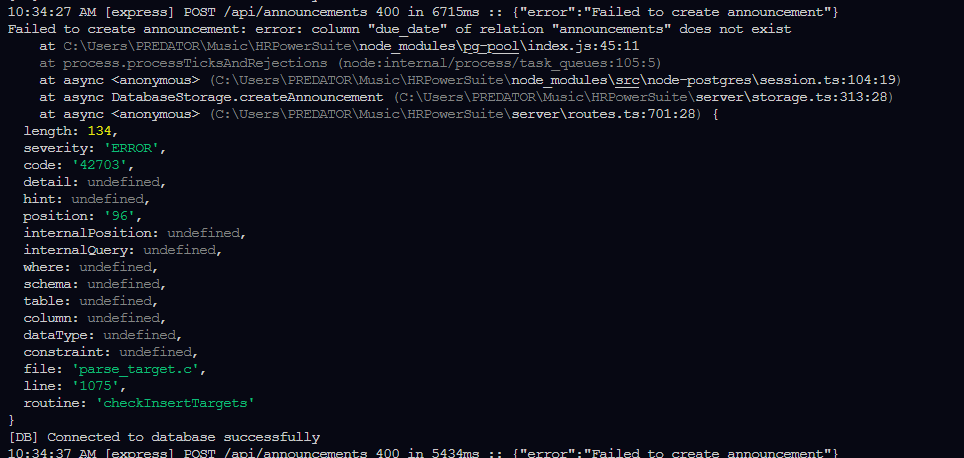 10:34:27 AM [express] POST /api/announcements 400 in 6715ms :: {"error":"Failed to create announcement"}
Failed to create announcement: error: column "due_date" of relation "announcements" does not exist
    at C:\Users\PREDATOR\Music\HRPowerSuite\node_modules\pg-pool\index.js:45:11
    at process.processTicksAndRejections (node:internal/process/task_queues:105:5)
    at async <anonymous> (C:\Users\PREDATOR\Music\HRPowerSuite\node_modules\src\node-postgres\session.ts:104:19)
    at async DatabaseStorage.createAnnouncement (C:\Users\PREDATOR\Music\HRPowerSuite\server\storage.ts:313:28)
    at async <anonymous> (C:\Users\PREDATOR\Music\HRPowerSuite\server\routes.ts:701:28) {
  length: 134,
  severity: 'ERROR',
  code: '42703',
  detail: undefined,
  hint: undefined,
  position: '96',
  internalPosition: undefined,
  internalQuery: undefined,
  where: undefined,
  schema: undefined,
  table: undefined,
  column: undefined,
  dataType: undefined,
  constraint: undefined,
  file: 'parse_target.c',
  line: '1075',
  routine: 'checkInsertTargets'
}
[DB] Connected to database successfully
10:34:37 AM [express] POST /api/announcements 400 in 5434ms :: {"error":"Failed to create announcement"}